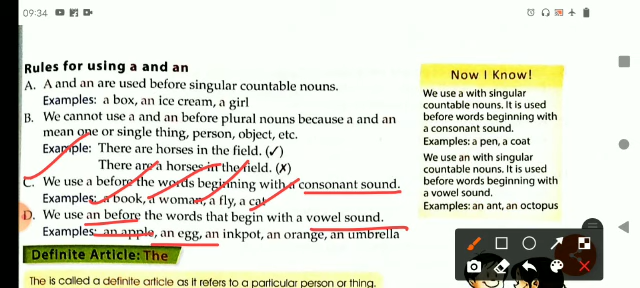 09:34
Rules for using a and an
A. A and an are used before singular countable nouns.
Examples: a box, an ice cream, a girl
B. We cannot use a and an before plural nouns because a and an
mean one or single thing, person, object, etc.
Example: There are horses in the field. (✓)
There are a horses in the field. (✗)
C. We use a before the words beginning with a consonant sound.
Examples: a book, a woman, a fly, a cat
D. We use an before the words that begin with a vowel sound.
Examples: an apple, an egg, an inkpot, an orange, an umbrella
Definite Article: The
The is called a definite article as it refers to a particular person or thing.
Now I Know!
We use a with singular
countable nouns. It is used
before words beginning with
a consonant sound.
Examples: a pen, a coat
We use an with singular
countable nouns. It is used
before words beginning with
a vowel sound.
Examples: an ant, an octopus